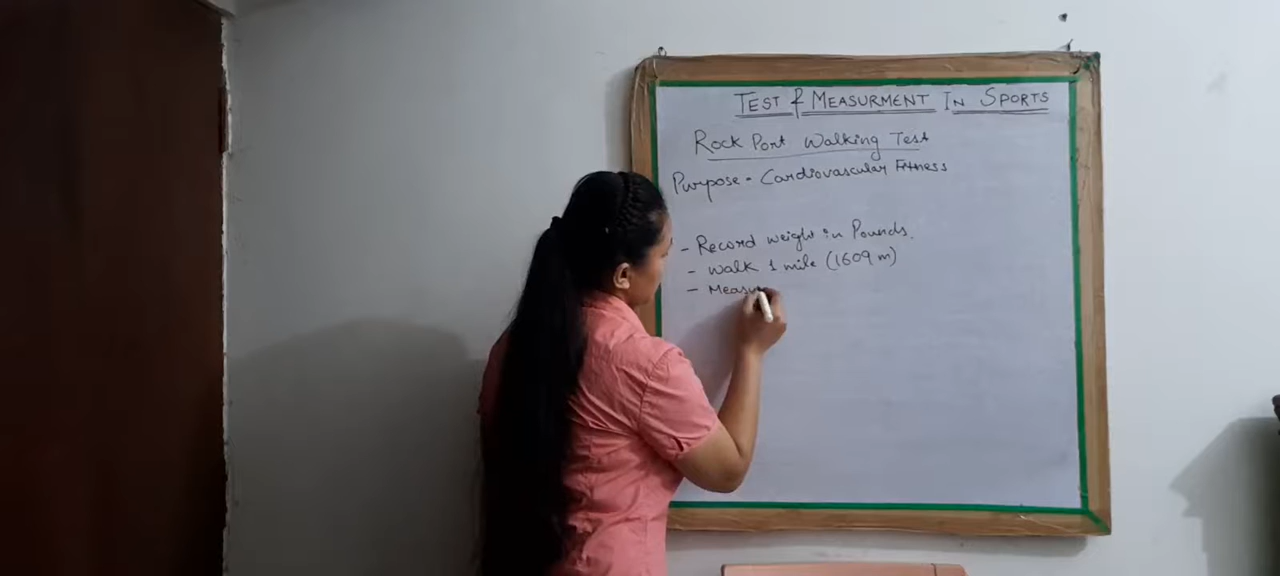 TEST & MEASURMENT IN SPORTS
Rock Port Walking Test
Purpose - Cardiovascular Fitness
- Record weight in Pounds.
- Walk 1 mile (1609 m)
- Measu